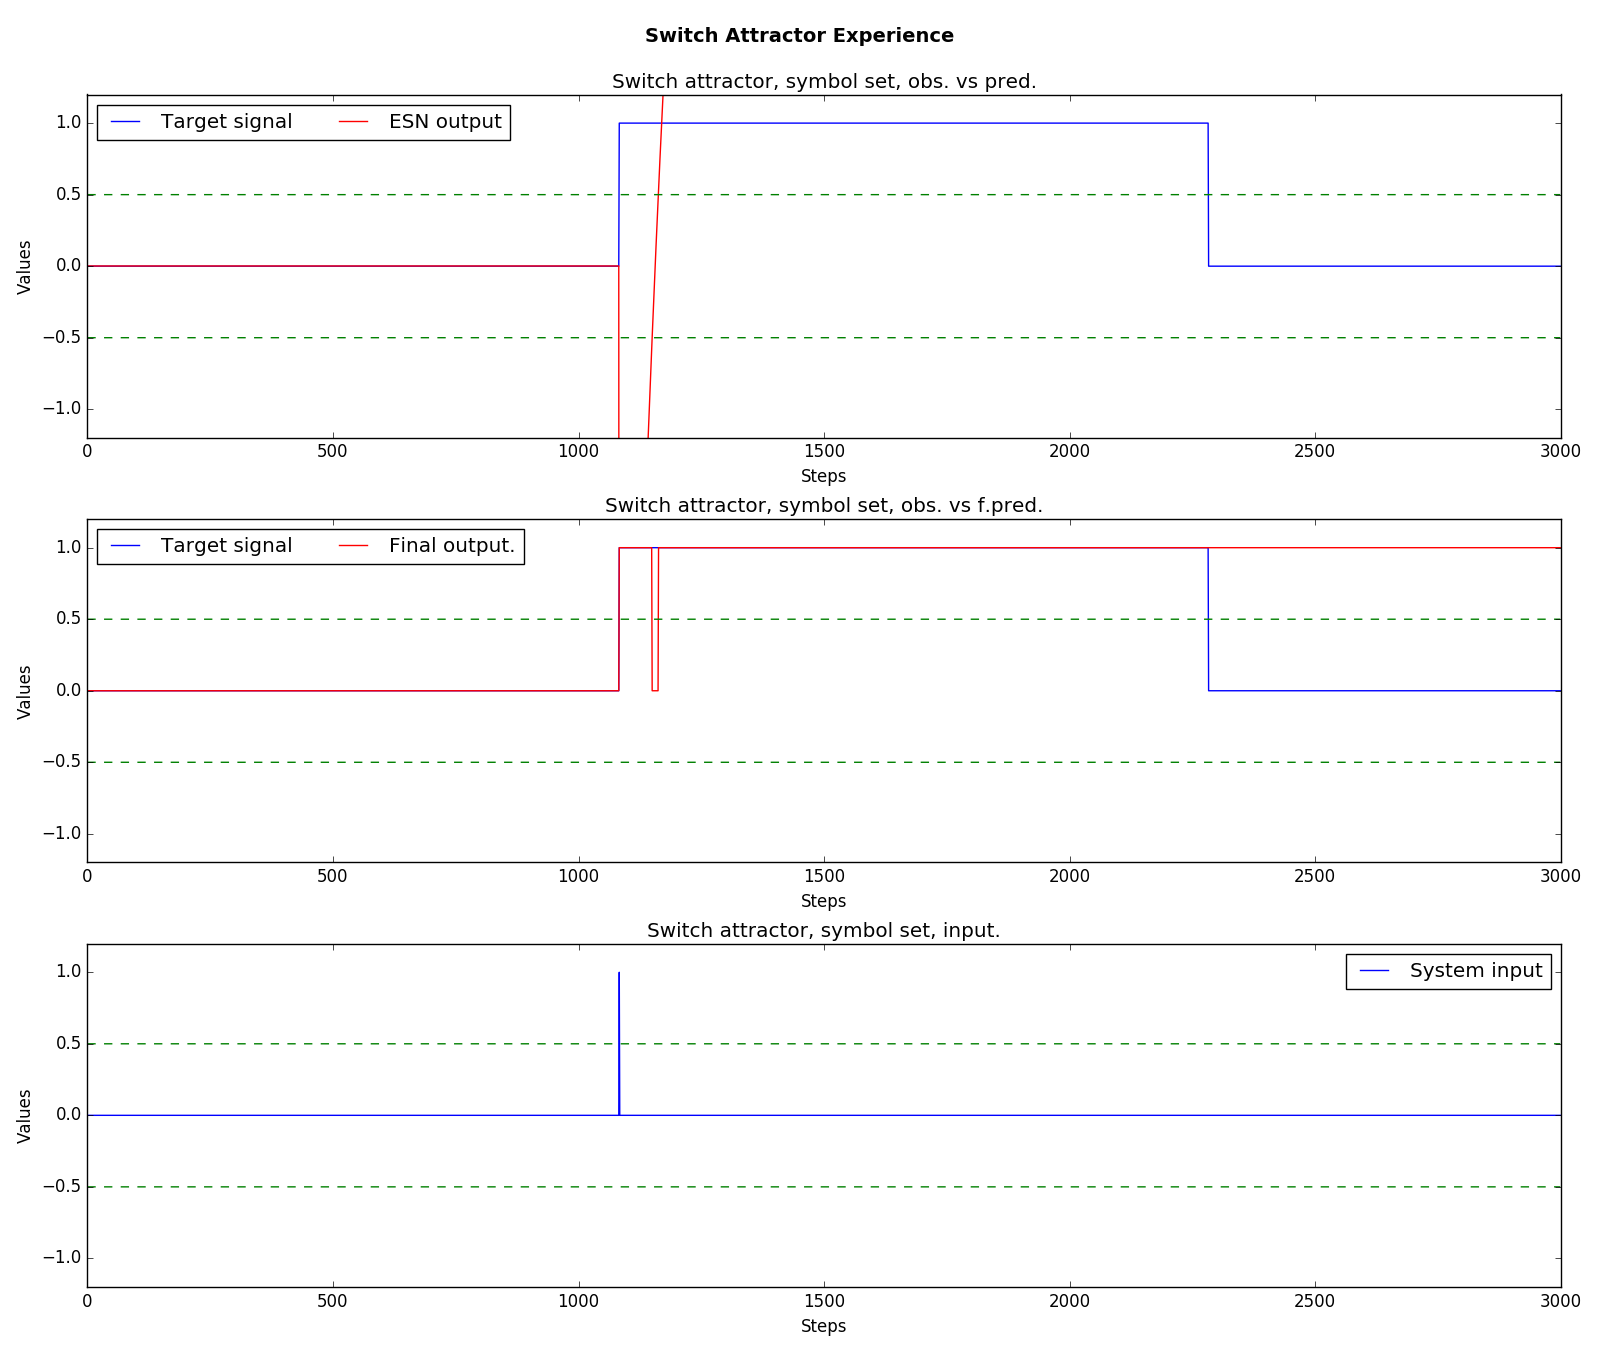 Switch Attractor Experience
Switch attractor, symbol set, obs. vs pred.
Target signal ESN output
1.0
0.5
0.0
−0.5
−1.0
Values
0 500 1000 1500 2000 2500 3000
Steps
Switch attractor, symbol set, obs. vs f.pred.
Target signal Final output.
1.0
0.5
0.0
−0.5
−1.0
Values
0 500 1000 1500 2000 2500 3000
Steps
Switch attractor, symbol set, input.
System input
1.0
0.5
0.0
−0.5
−1.0
Values
0 500 1000 1500 2000 2500 3000
Steps